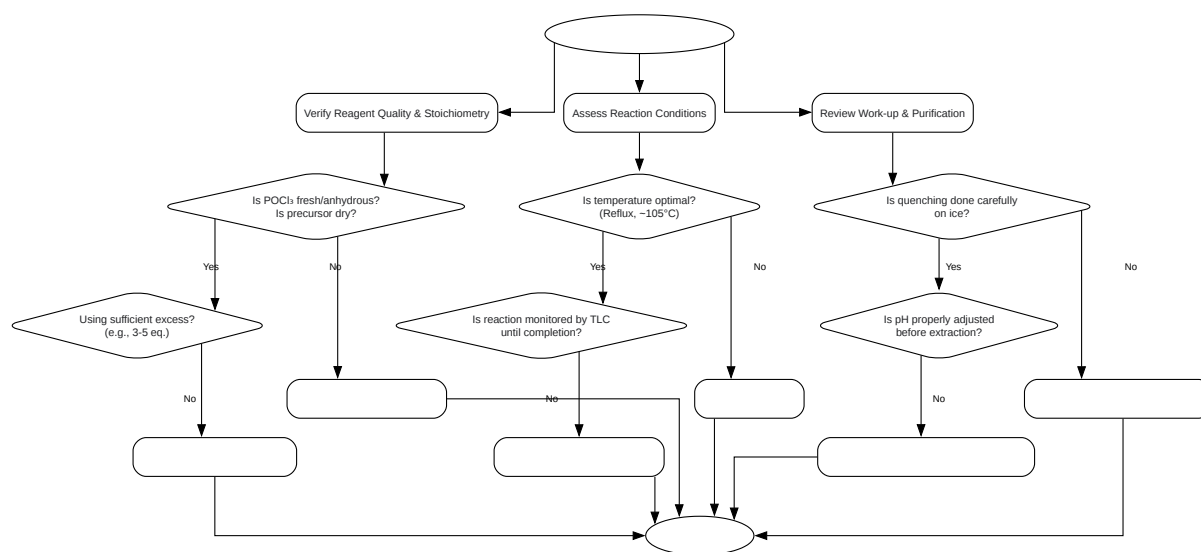 Verify Reagent Quality & Stoichiometry
Assess Reaction Conditions
Review Work-up & Purification
Is POCl₃ fresh/anhydrous?
Is precursor dry?
Is temperature optimal?
(Reflux, ~105°C)
Is quenching done carefully
on ice?
Yes
No
Yes
No
Yes
No
Using sufficient excess?
(e.g., 3-5 eq.)
Is reaction monitored by TLC
until completion?
Is pH properly adjusted
before extraction?
No
No
No